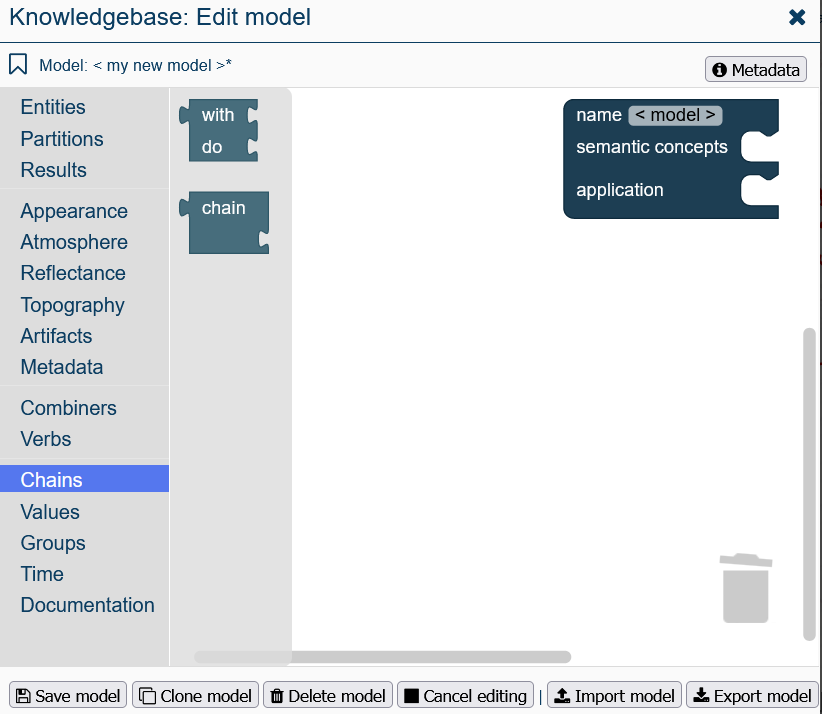 Knowledgebase: Edit model
Model: < my new model >*
Metadata
Entities
Partitions
Results
Appearance
Atmosphere
Reflectance
Topography
Artifacts
Metadata
Combiners
Verbs
Chains
Values
Groups
Time
Documentation
with
do
chain
name < model >
semantic concepts
application
Save model Clone model Delete model Cancel editing | Import model Export model